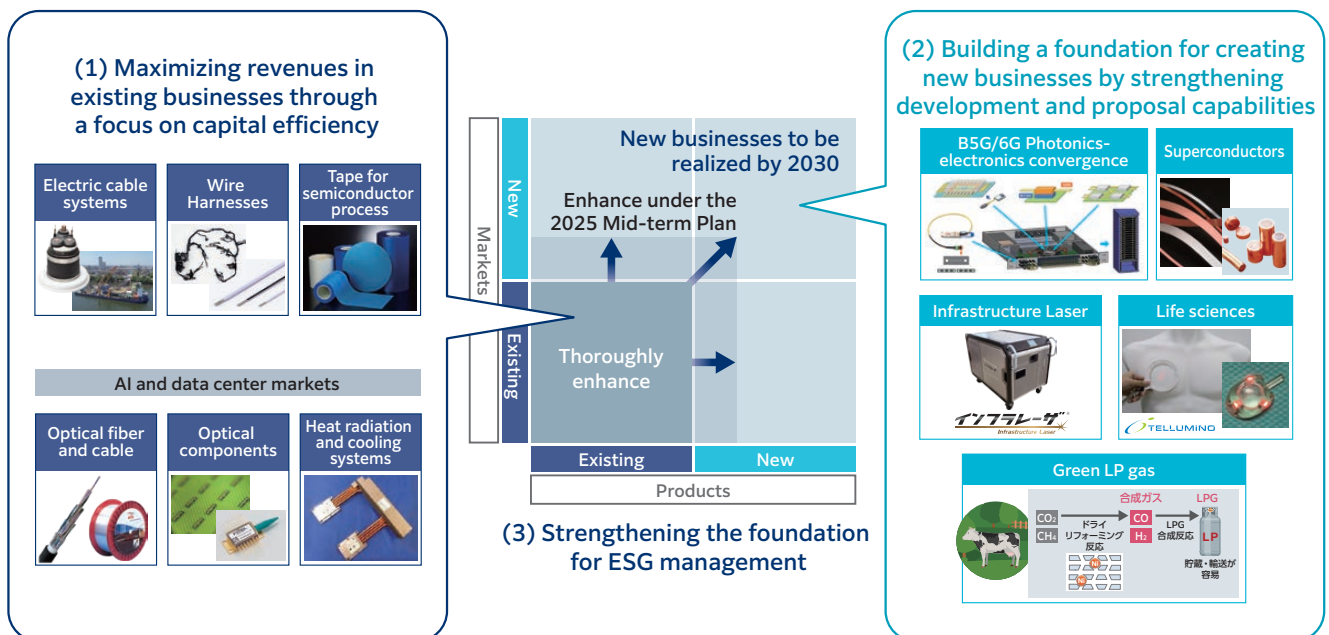 (1) Maximizing revenues in
existing businesses through
a focus on capital efficiency
Electric cable
systems
Wire
Harnesses
Tape for
semiconductor
process
AI and data center markets
Optical fiber
and cable
Optical
components
Heat radiation
and cooling
systems
New businesses to be
realized by 2030
Enhance under the
2025 Mid-term Plan
Thoroughly
enhance
Markets
New
Existing
Existing
New
Products
(3) Strengthening the foundation
for ESG management
(2) Building a foundation for creating
new businesses by strengthening
development and proposal capabilities
B5G/6G Photonics-
electronics convergence
Superconductors
Infrastructure Laser
インフラレーザ
Infrastructure Laser
Life sciences
TELLUMINO
Green LP gas
合成ガス
LPG
CO₂
CH₄
ドライ
リフォーミング
反応
Ni
Ni
CO
H₂
LPG
合成反応
LP
貯蔵・輸送が
容易